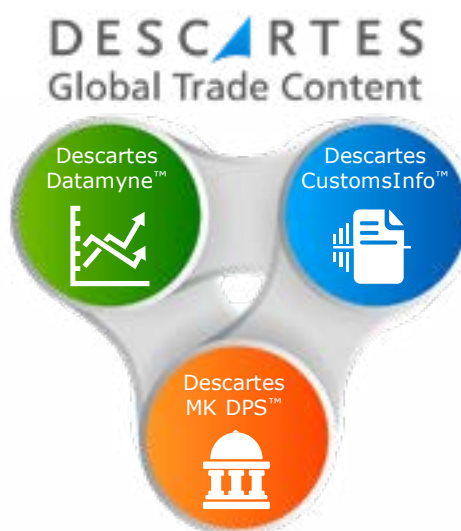 DESCARTES
Global Trade Content
Descartes
Datamyne™
Descartes
CustomsInfo™
Descartes
MK DPS™